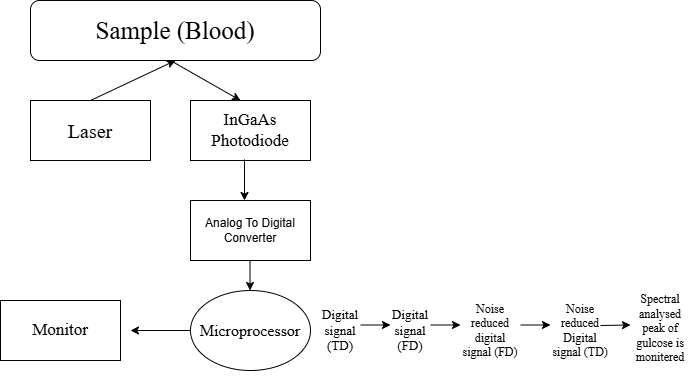 Sample (Blood)
Laser
InGaAs
Photodiode
Analog To Digital
Converter
Monitor
Microprocessor
Digital
signal
(TD)
Digital
signal
(FD)
Noise
reduced
digital
signal (FD)
Noise
reduced
Digital
signal (TD)
Spectral
analysed
peak of
gulcose is
monitered